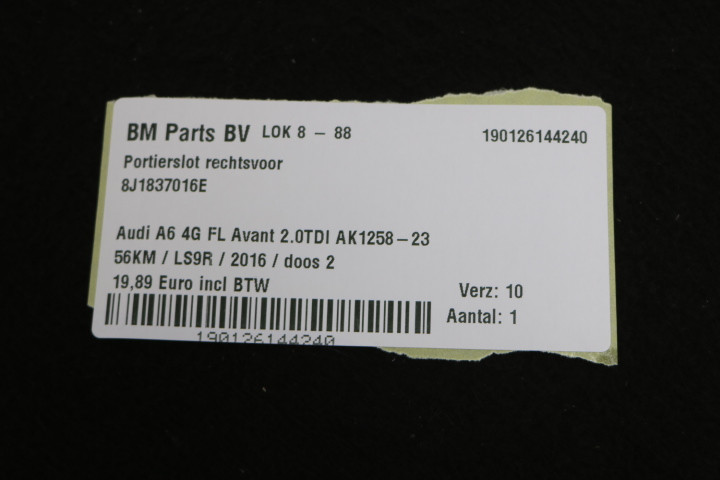 BM Parts BV LOK 8 - 88 190126144240
Portierslot rechtsvoor
8J1837016E
Audi A6 4G FL Avant 2.0TDI AK1258-23
56KM / LS9R / 2016 / doos 2
19,89 Euro incl BTW
Verz: 10
Aantal: 1
190126144240